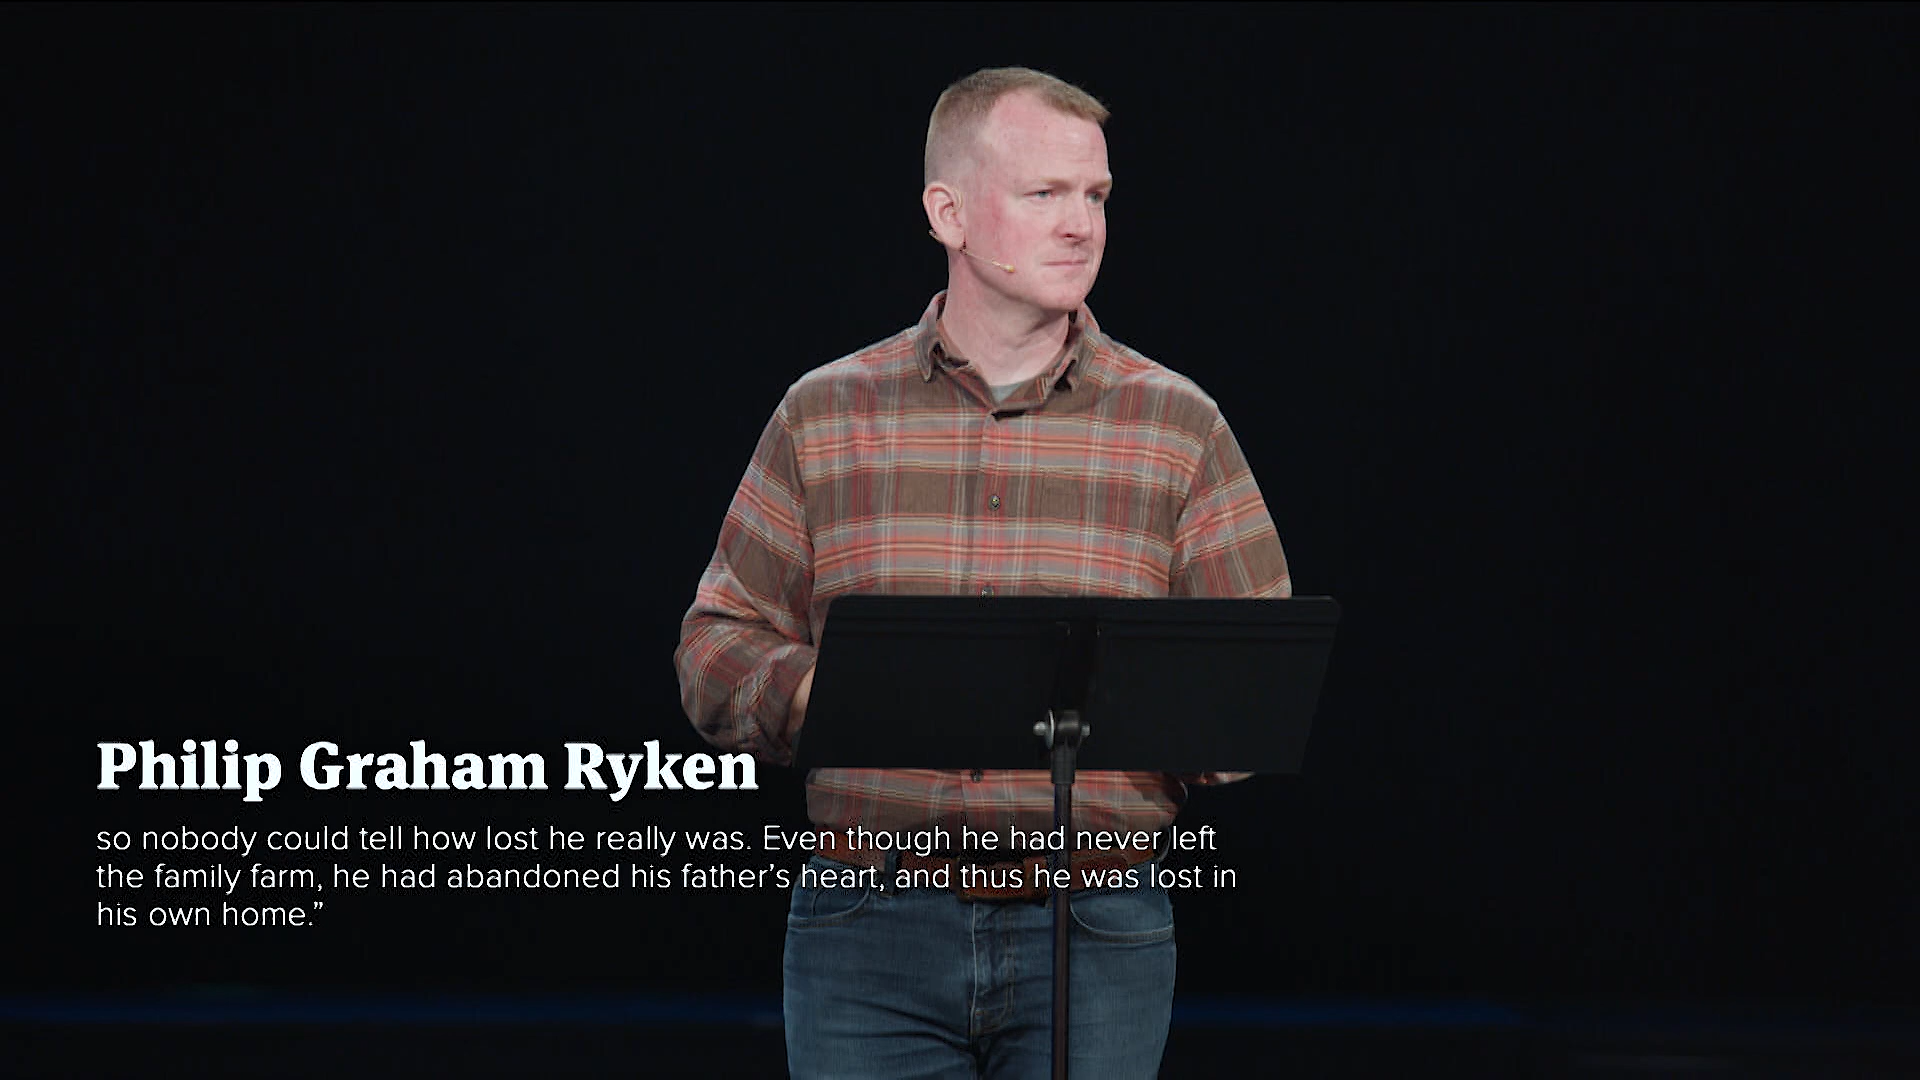 Philip Graham Ryken
so nobody could tell how lost he really was. Even though he had never left
the family farm, he had abandoned his father’s heart, and thus he was lost in
his own home.”